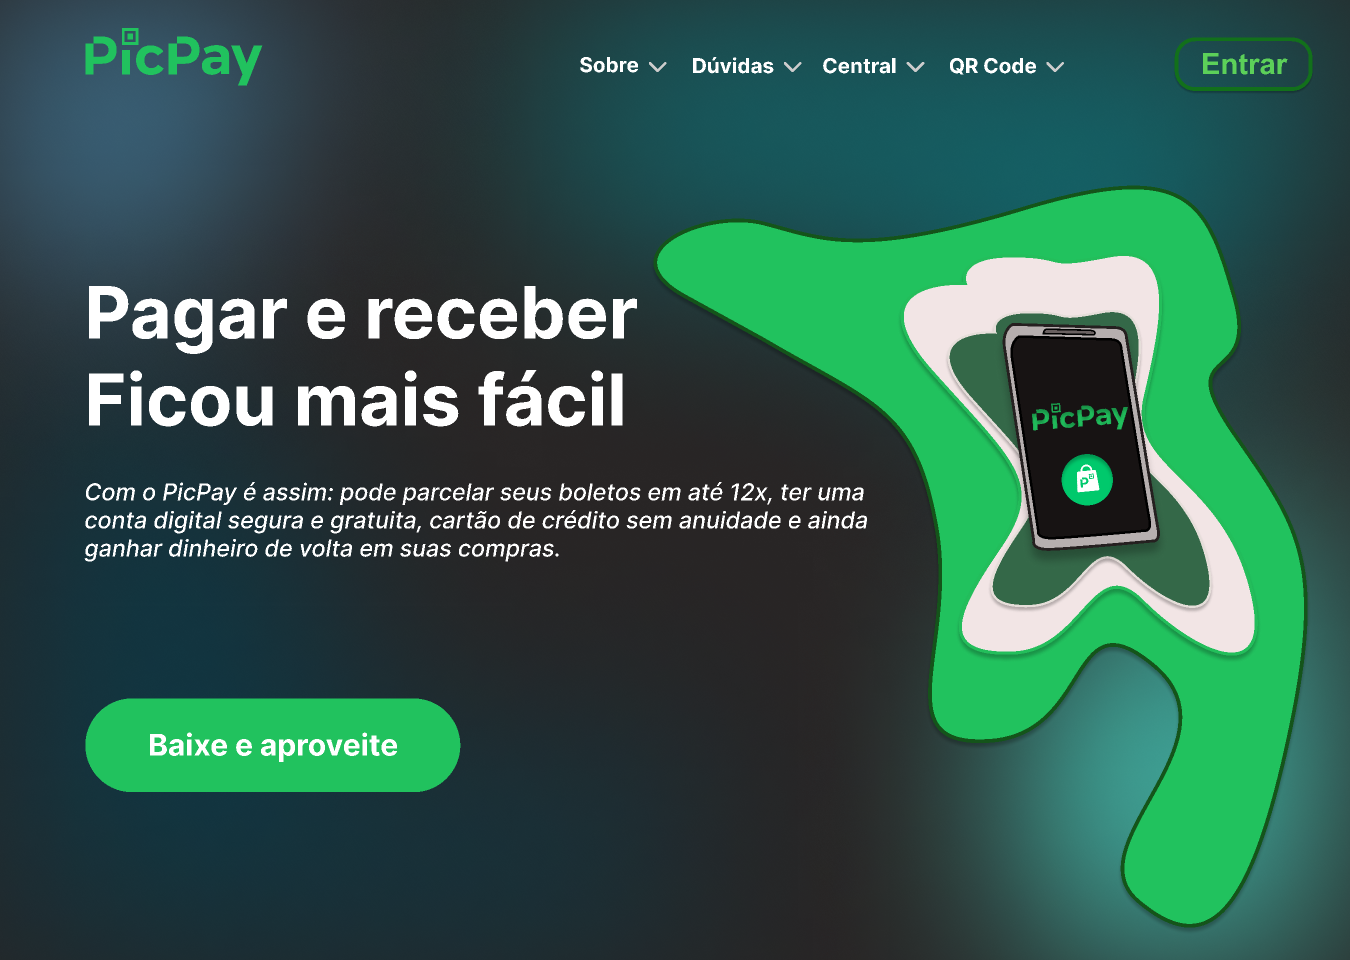 PicPay
Sobre
Dúvidas
Central
QR Code
Entrar
Pagar e receber
Ficou mais fácil
Com o PicPay é assim: pode parcelar seus boletos em até 12x, ter uma
conta digital segura e gratuita, cartão de crédito sem anuidade e ainda
ganhar dinheiro de volta em suas compras.
PicPay
P
Baixe e aproveite